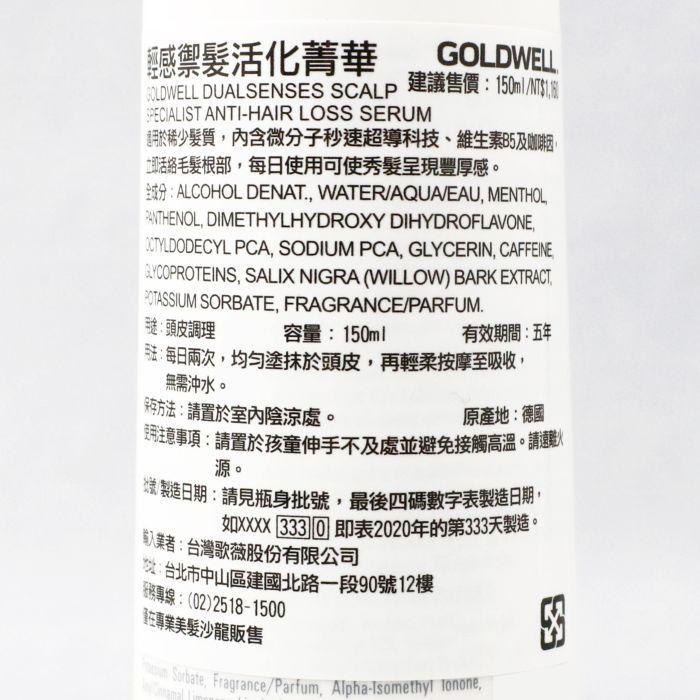 輕感禦髮活化菁華 GOLDWELL.
建議售價：150ml/NT$1,160
GOLDWELL DUALSENSES SCALP
SPECIALIST ANTI-HAIR LOSS SERUM
適用於稀少髮質，內含微分子秒速超導科技、維生素B5及咖啡因，
立即活絡毛髮根部，每日使用可使秀髮呈現豐厚感。
全成分：ALCOHOL DENAT., WATER/AQUA/EAU, MENTHOL,
PANTHENOL, DIMETHYLHYDROXY DIHYDROFLAVONE,
OCTYLDODECYL PCA, SODIUM PCA, GLYCERIN, CAFFEINE,
GLYCOPROTEINS, SALIX NIGRA (WILLOW) BARK EXTRACT,
POTASSIUM SORBATE, FRAGRANCE/PARFUM.
用途：頭皮調理 容量：150ml 有效期間：五年
用法：每日兩次，均勻塗抹於頭皮，再輕柔按摩至吸收，
無需沖水。
保存方法：請置於室內陰涼處。 原產地：德國
使用注意事項：請置於孩童伸手不及處並避免接觸高溫。請遠離火
源。
批號/製造日期：請見瓶身批號，最後四碼數字表製造日期，
如XXXX 333 0 即表2020年的第333天製造。
輸入業者：台灣歌薇股份有限公司
地址：台北市中山區建國北路一段90號12樓
服務專線：(02)2518-1500
僅在專業美髮沙龍販售
Potassium Sorbate, Fragrance/Parfum, Alpha-Isomethyl Ionone,